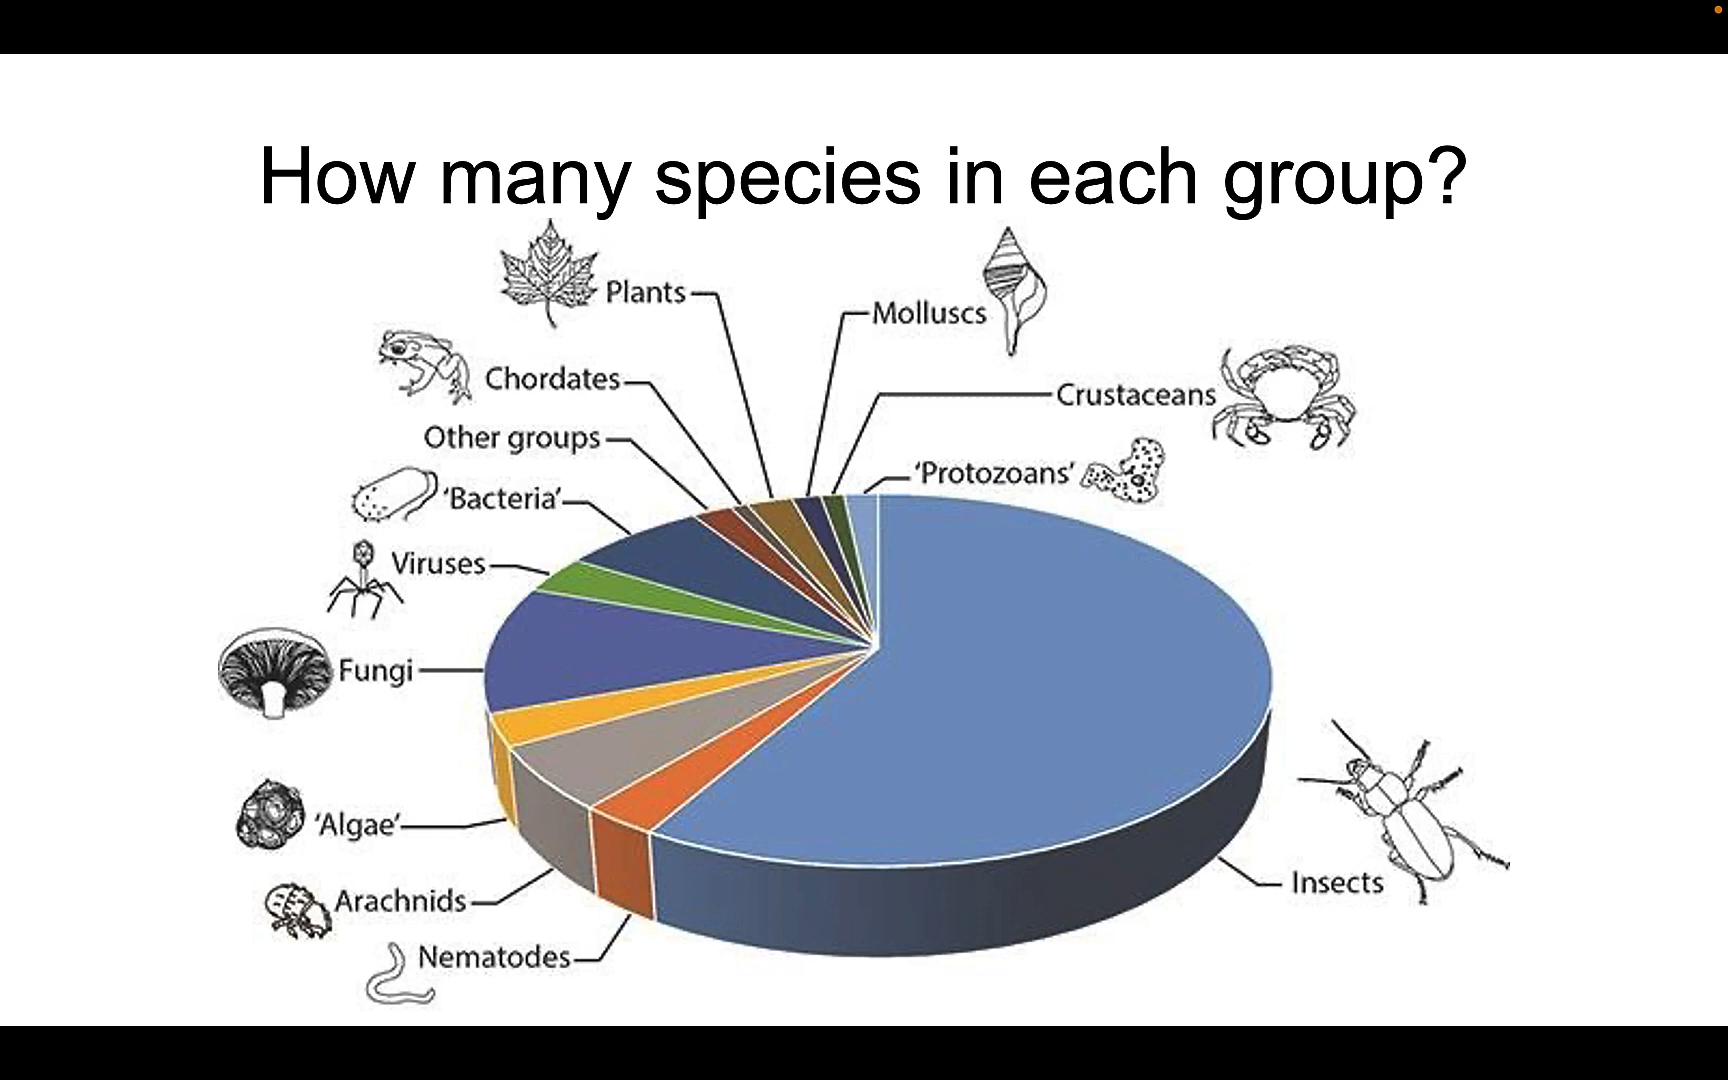 How many species in each group?
Plants
Molluscs
Chordates
Crustaceans
Other groups
'Protozoans'
'Bacteria'
Viruses
Fungi
'Algae'
Insects
Arachnids
Nematodes